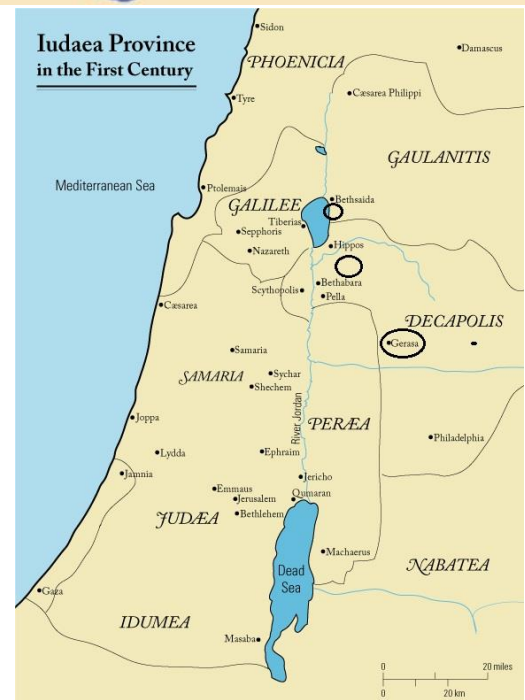 Iudaea Province
in the First Century
Sidon
Damascus
PHOENICIA
Cæsarea Philippi
Tyre
GAULANITIS
Mediterranean Sea
Ptolemais
Bethsaida
GALILEE
Tiberias
Sepphoris
Hippos
Nazareth
Bethabara
Scythopolis
Pella
Cæsarea
DECAPOLIS
Gerasa
Samaria
SAMARIA
Sychar
Shechem
River Jordan
Joppa
PERÆA
Philadelphia
Lydda
Ephraim
Jamnia
Jericho
Emmaus
Qumaran
Jerusalem
JUDÆA
Bethlehem
Machaerus
NABATEA
Dead
Sea
Gaza
IDUMEA
Masaba
0 20 miles
0 20 km